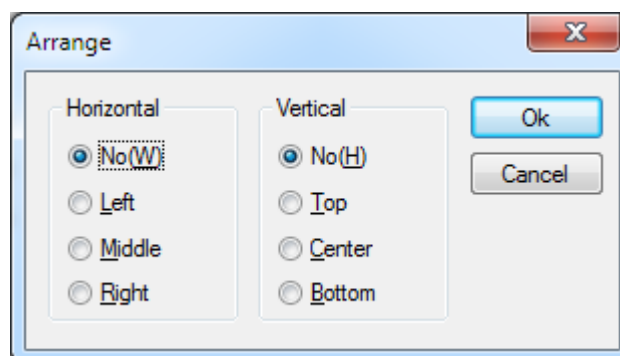 Arrange
Horizontal
No(W)
Left
Middle
Right
Vertical
No(H)
Top
Center
Bottom
Ok
Cancel